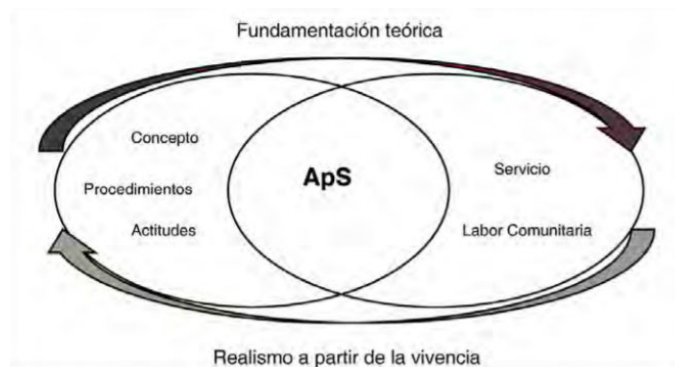 Fundamentación teórica
Concepto
Procedimientos
Actitudes
ApS
Servicio
Labor Comunitaria
Realismo a partir de la vivencia